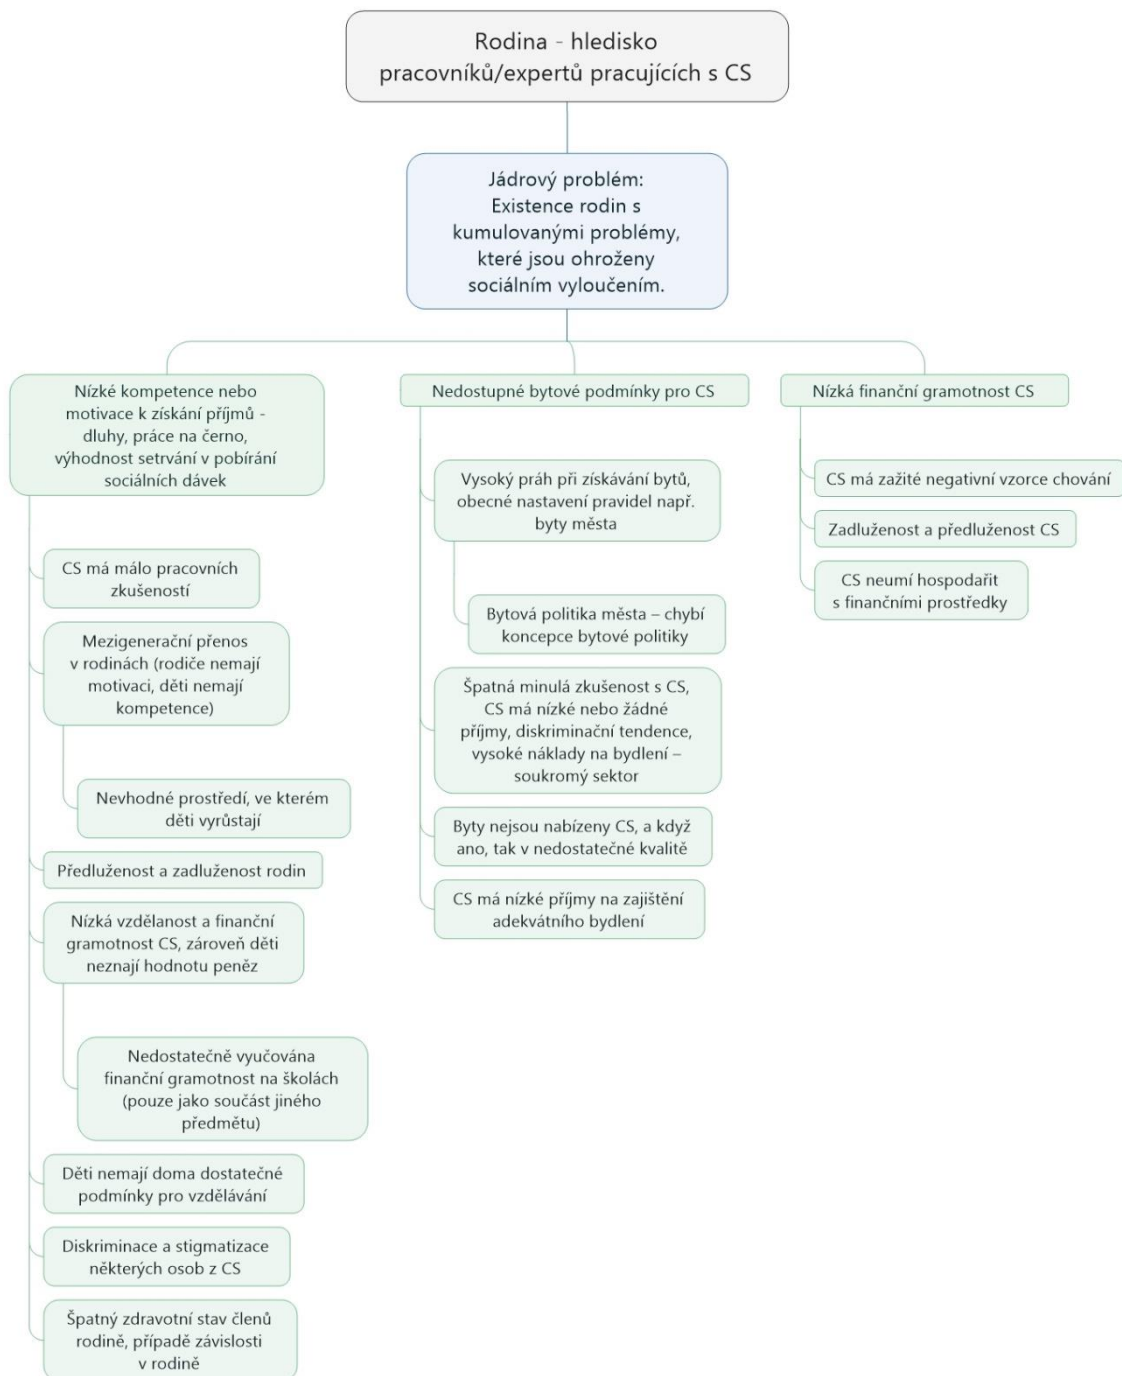 Rodina - hledisko
pracovníků/expertů pracujících s CS
Jádrový problém:
Existence rodin s
kumulovanými problémy,
které jsou ohroženy
sociálním vyloučením.
Nízké kompetence nebo
motivace k získání příjmů -
dluhy, práce na černo,
výhodnost setrvání v pobírání
sociálních dávek
CS má málo pracovních
zkušeností
Mezigenerační přenos
v rodinách (rodiče nemají
motivaci, děti nemají
kompetence)
Nevhodné prostředí, ve kterém
děti vyrůstají
Předluženost a zadluženost rodin
Nízká vzdělanost a finanční
gramotnost CS, zároveň děti
neznají hodnotu peněz
Nedostatečně vyučována
finanční gramotnost na školách
(pouze jako součást jiného
předmětu)
Děti nemají doma dostatečné
podmínky pro vzdělávání
Diskriminace a stigmatizace
některých osob z CS
Špatný zdravotní stav členů
rodině, případě závislosti
v rodině
Nedostupné bytové podmínky pro CS
Vysoký práh při získávání bytů,
obecné nastavení pravidel např.
byty města
Bytová politika města – chybí
koncepce bytové politiky
Špatná minulá zkušenost s CS,
CS má nízké nebo žádné
příjmy, diskriminační tendence,
vysoké náklady na bydlení –
soukromý sektor
Byty nejsou nabízeny CS, a když
ano, tak v nedostatečné kvalitě
CS má nízké příjmy na zajištění
adekvátního bydlení
Nízká finanční gramotnost CS
CS má zažité negativní vzorce chování
Zadluženost a předluženost CS
CS neumí hospodařit
s finančními prostředky